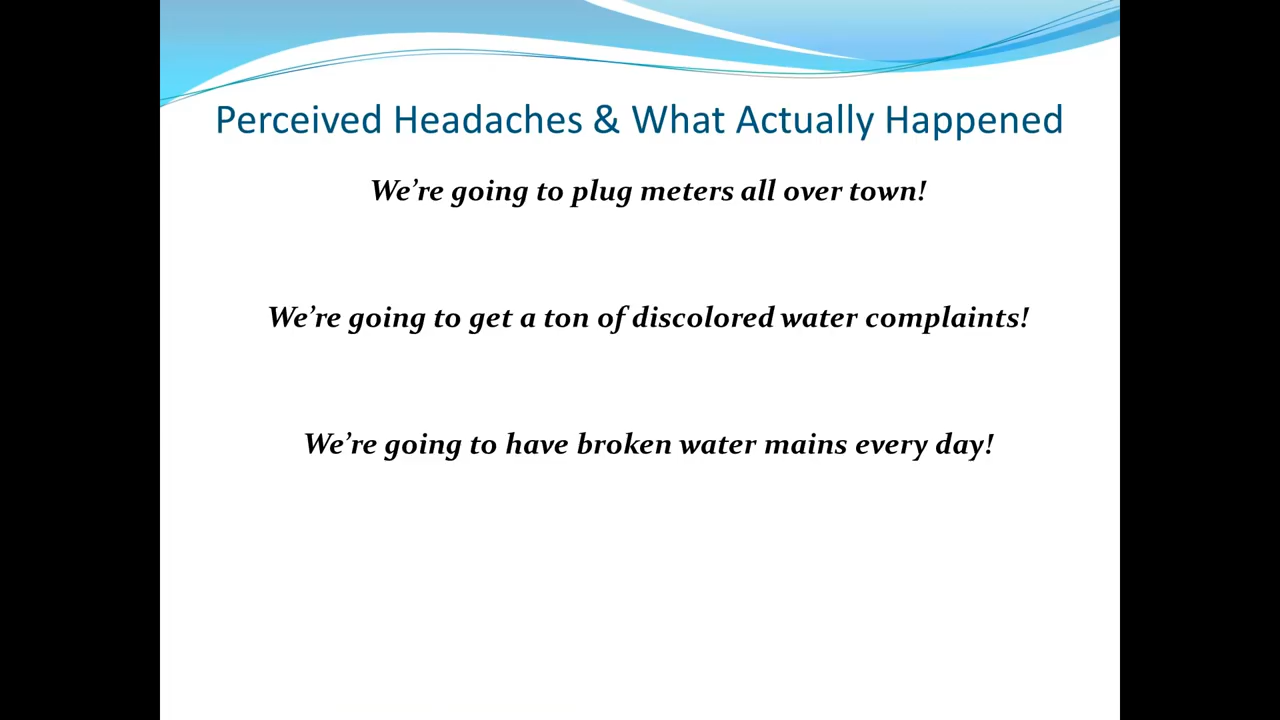 Perceived Headaches & What Actually Happened
We’re going to plug meters all over town!
We’re going to get a ton of discolored water complaints!
We’re going to have broken water mains every day!